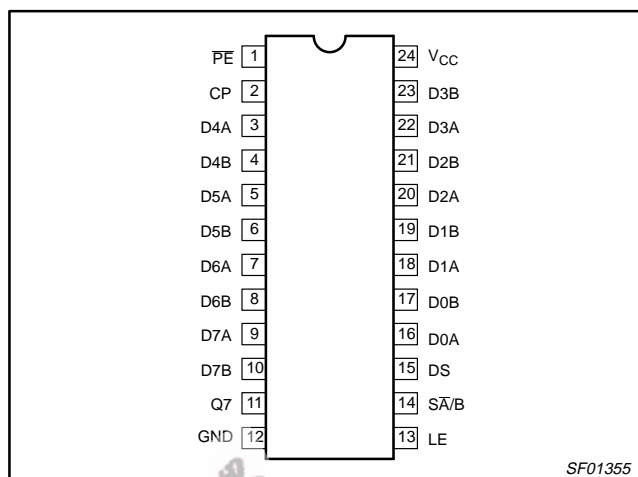 P̅E̅ 1 24 VCC
CP 2 23 D3B
D4A 3 22 D3A
D4B 4 21 D2B
D5A 5 20 D2A
D5B 6 19 D1B
D6A 7 18 D1A
D6B 8 17 D0B
D7A 9 16 D0A
D7B 10 15 DS
Q7 11 14 SA̅/B
GND 12 13 LE
SF01355